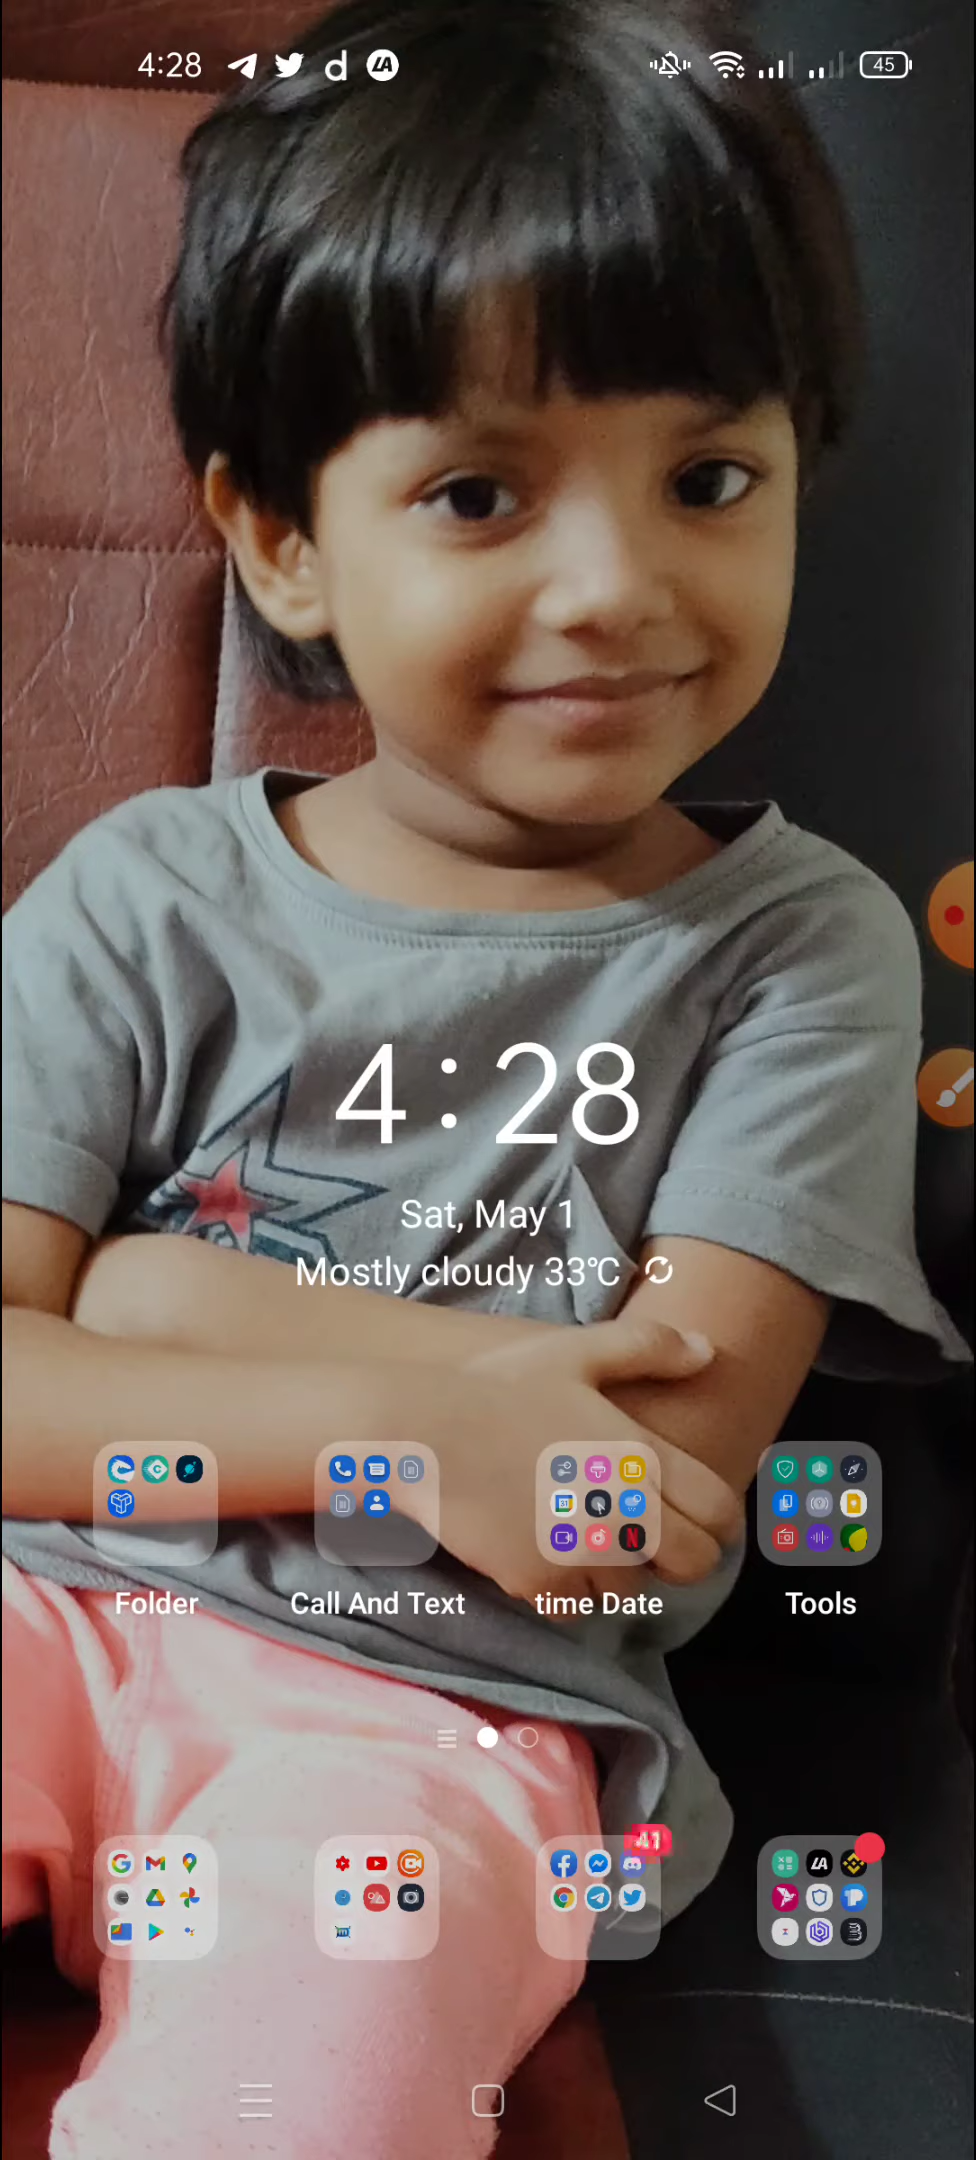 4:28
45
4:28
Sat, May 1
Mostly cloudy 33°C
Folder
Call And Text
time Date
Tools
41